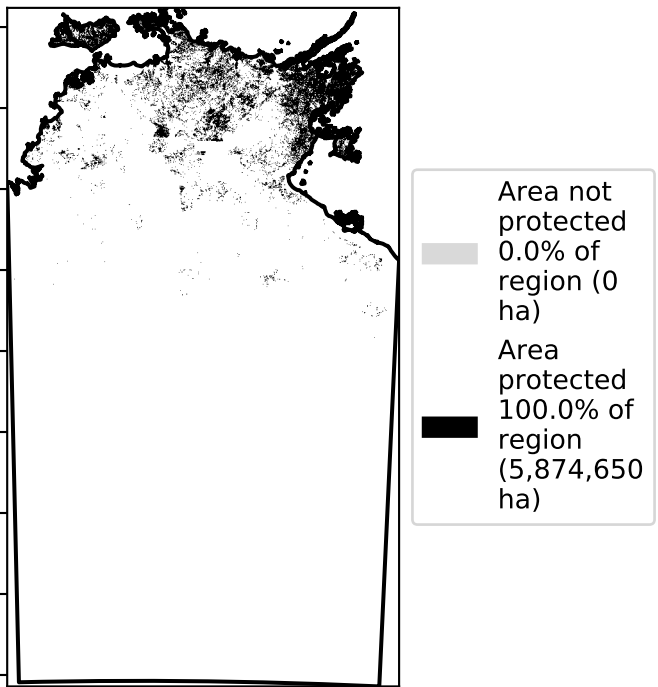 Area not
protected
0.0% of
region (0
ha)
Area
protected
100.0% of
region
(5,874,650
ha)